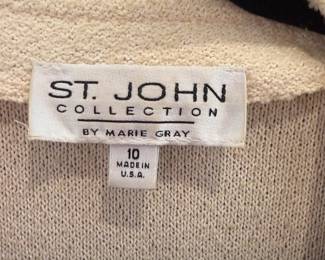 ST. JOHN
COLLECTION
BY MARIE GRAY
10
MADE IN
U.S.A.